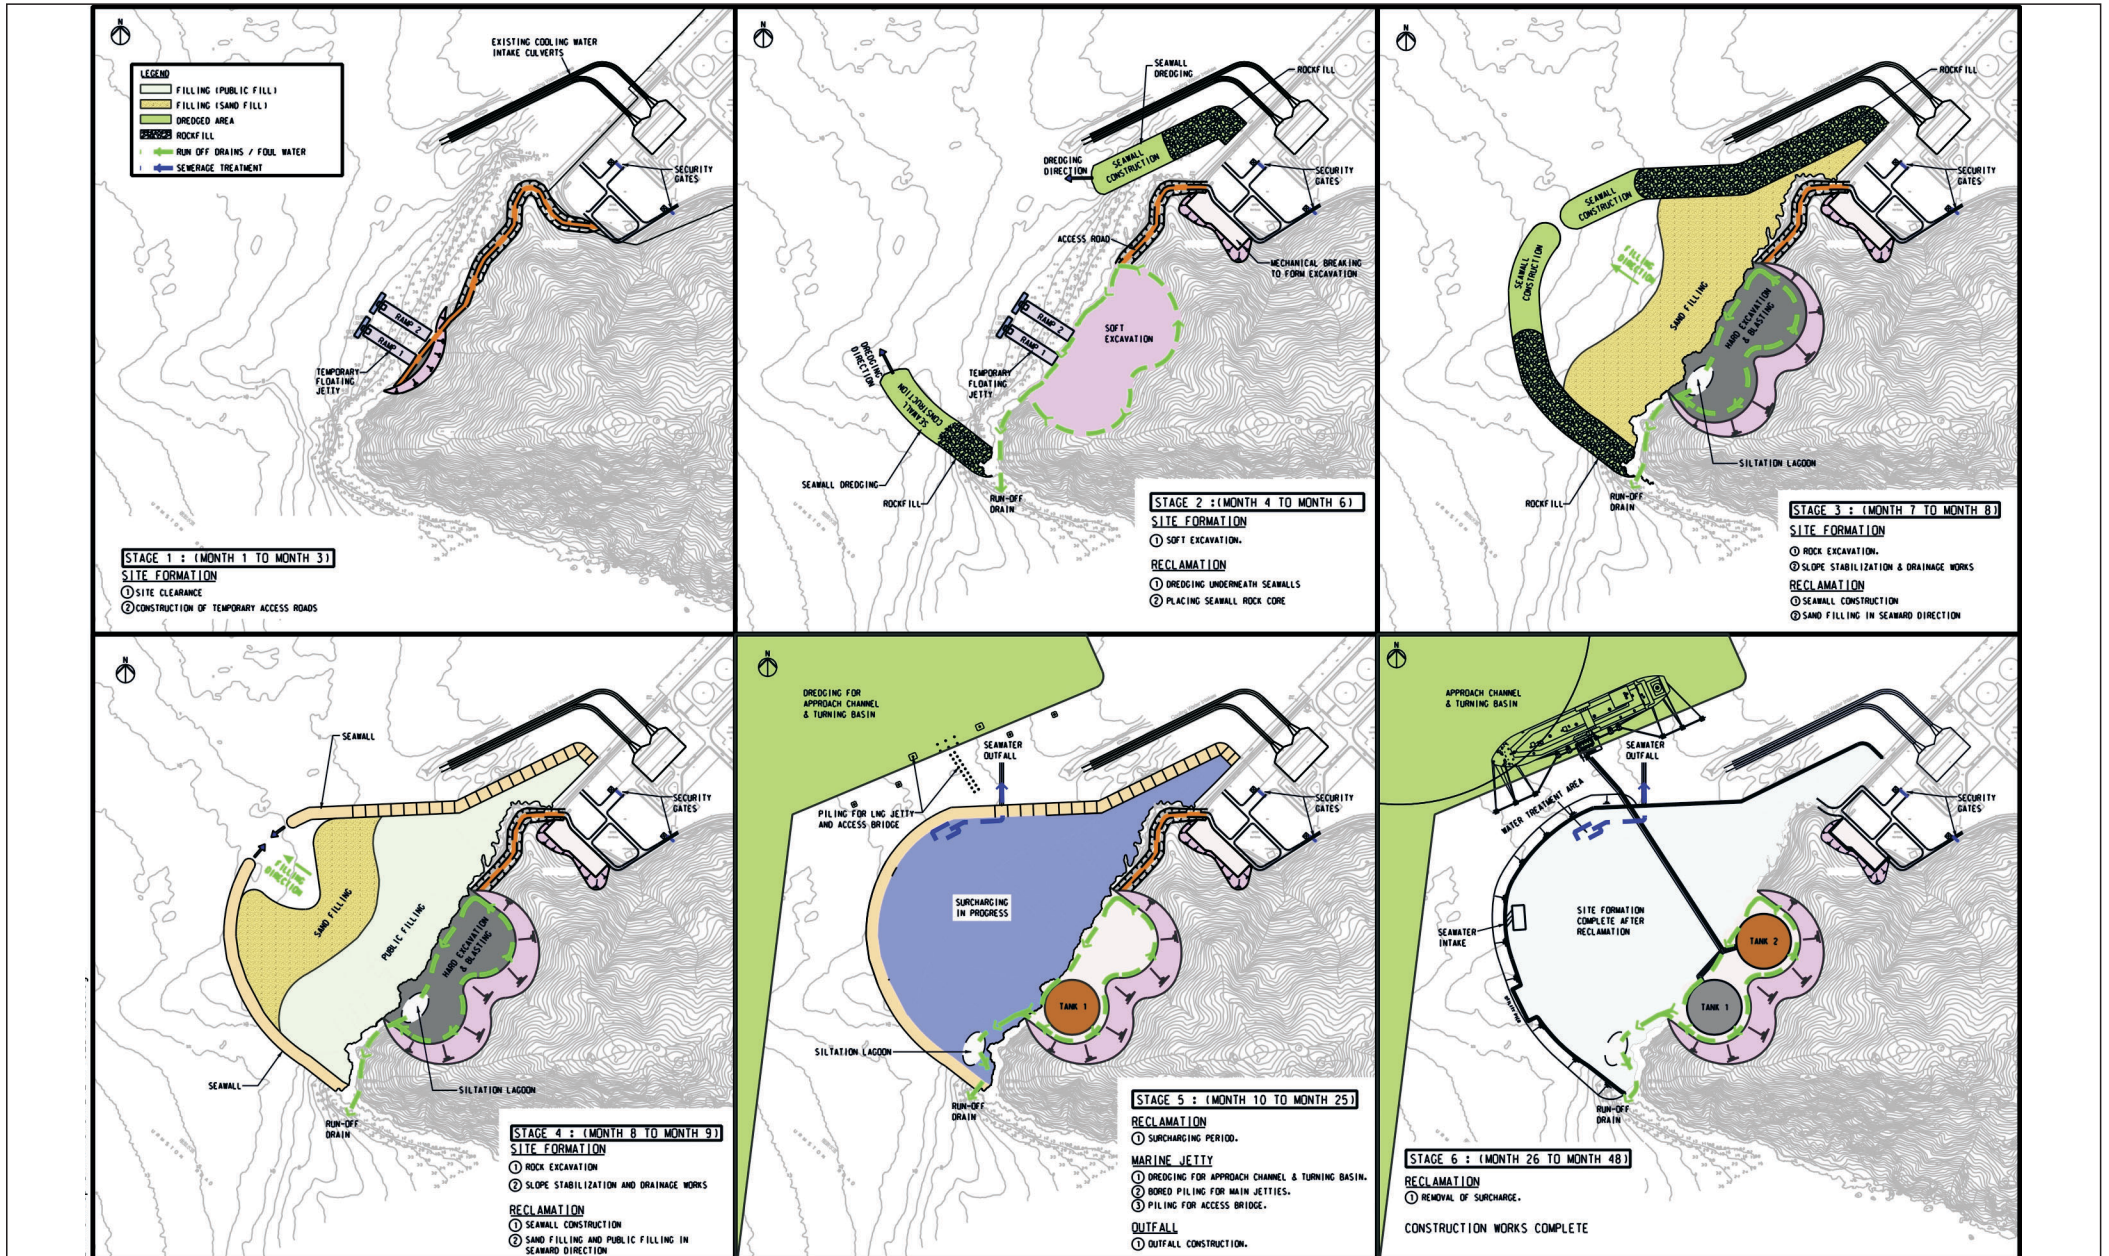 N
EXISTING COOLING WATER
INTAKE CULVERTS
LEGEND
FILLING (PUBLIC FILL)
FILLING (SAND FILL)
DREDGED AREA
ROCKFILL
RUN OFF DRAINS / FOUL WATER
SEWERAGE TREATMENT
SECURITY
GATES
RAMP 2
RAMP 1
TEMPORARY
FLOATING
JETTY
STAGE 1 : (MONTH 1 TO MONTH 3)
SITE FORMATION
1 SITE CLEARANCE
2 CONSTRUCTION OF TEMPORARY ACCESS ROADS
N
SEAWALL
DREDGING
ROCKFILL
DREDGING
DIRECTION
SEAWALL
CONSTRUCTION
SECURITY
GATES
ACCESS ROAD
MECHANICAL BREAKING
TO FORM EXCAVATION
RAMP 2
RAMP 1
SOFT
EXCAVATION
TEMPORARY
FLOATING
JETTY
DREDGING
DIRECTION
SEAWALL
CONSTRUCTION
SEAWALL DREDGING
ROCKFILL
RUN-OFF
DRAIN
STAGE 2 :(MONTH 4 TO MONTH 6)
SITE FORMATION
1 SOFT EXCAVATION.
RECLAMATION
1 DREDGING UNDERNEATH SEAWALLS
2 PLACING SEAWALL ROCK CORE
N
ROCKFILL
SECURITY
GATES
SEAWALL
CONSTRUCTION
SEAWALL
CONSTRUCTION
FILLING
DIRECTION
SAND FILLING
HARD EXCAVATION
& BLASTING
SILTATION LAGOON
ROCKFILL
RUN-OFF
DRAIN
STAGE 3 : (MONTH 7 TO MONTH 8)
SITE FORMATION
1 ROCK EXCAVATION.
2 SLOPE STABILIZATION & DRAINAGE WORKS
RECLAMATION
1 SEAWALL CONSTRUCTION
2 SAND FILLING IN SEAWARD DIRECTION
N
SEAWALL
SECURITY
GATES
FILLING
DIRECTION
SAND FILLING
PUBLIC FILLING
HARD EXCAVATION
& BLASTING
SEAWALL
SILTATION LAGOON
RUN-OFF
DRAIN
STAGE 4 : (MONTH 8 TO MONTH 9)
SITE FORMATION
1 ROCK EXCAVATION
2 SLOPE STABILIZATION AND DRAINAGE WORKS
RECLAMATION
1 SEAWALL CONSTRUCTION
2 SAND FILLING AND PUBLIC FILLING IN
SEAWARD DIRECTION
N
DREDGING FOR
APPROACH CHANNEL
& TURNING BASIN
SEAWATER
OUTFALL
PILING FOR LNG JETTY
AND ACCESS BRIDGE
SECURITY
GATES
SURCHARGING
IN PROGRESS
TANK 1
SILTATION LAGOON
RUN-OFF
DRAIN
STAGE 5 : (MONTH 10 TO MONTH 25)
RECLAMATION
1 SURCHARGING PERIOD.
MARINE JETTY
1 DREDGING FOR APPROACH CHANNEL & TURNING BASIN.
2 BORED PILING FOR MAIN JETTIES.
3 PILING FOR ACCESS BRIDGE.
OUTFALL
1 OUTFALL CONSTRUCTION.
N
APPROACH CHANNEL
& TURNING BASIN
SEAWATER
OUTFALL
WATER TREATMENT AREA
SECURITY
GATES
SITE FORMATION
COMPLETE AFTER
RECLAMATION
SEAWATER
INTAKE
TANK 2
TANK 1
RUN-OFF
DRAIN
STAGE 6 : (MONTH 26 TO MONTH 48)
RECLAMATION
1 REMOVAL OF SURCHARGE.
CONSTRUCTION WORKS COMPLETE